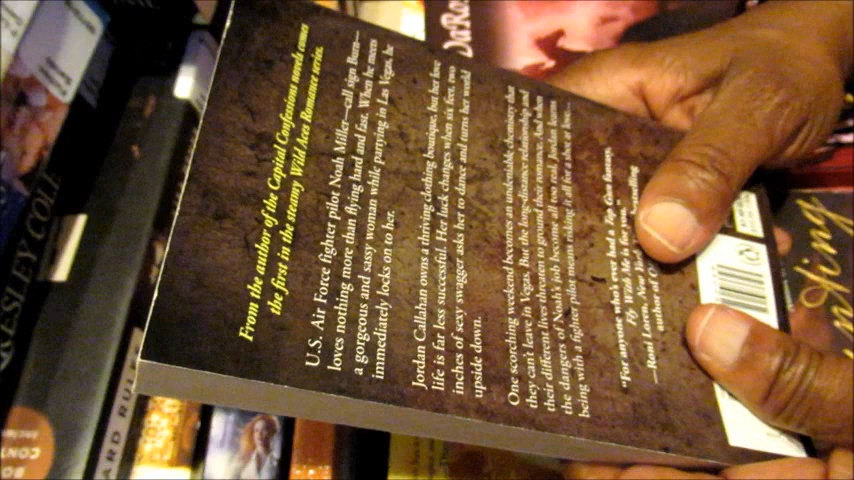 From the author of the Capital Confessions novels comes
the first in the steamy Wild Aces Romance series.
U.S. Air Force fighter pilot Noah Miller—call sign Burn—
loves nothing more than flying hard and fast. When he meets
a gorgeous and sassy woman while partying in Las Vegas, he
immediately locks on to her.
Jordan Callahan owns a thriving clothing boutique, but her love
life is far less successful. Her luck changes when six feet, two
inches of sexy swagger asks her to dance and turns her world
upside down.
One scorching weekend becomes an undeniable chemistry that
they can't leave in Vegas. But the long-distance relationship and
their different lives threaten to ground their romance. And when
the dangers of Noah's job become all too real, Jordan learns
being with a fighter pilot means risking it all for a shot at love...
"For anyone who's ever had a Top Gun fantasy,
Fly With Me is for you."
—Roni Loren, New York
author of
RESLEY COLE
ARD RULES
DaRo